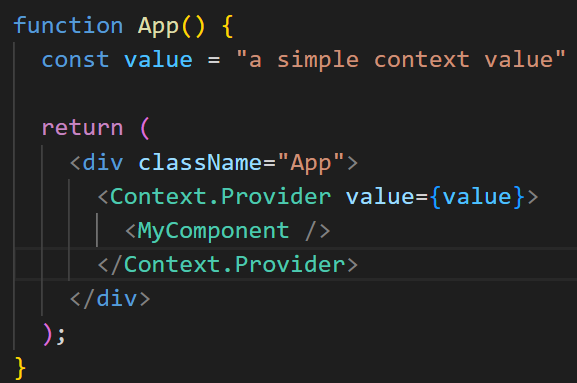 function App() {
const value = "a simple context value"
return (
<div className="App">
<Context.Provider value={value}>
<MyComponent />
</Context.Provider>
</div>
);
}